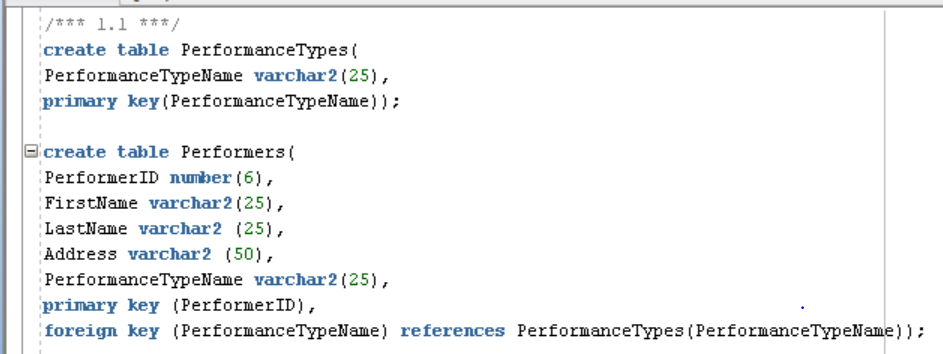 /*** 1.1 ***/
create table PerformanceTypes(
PerformanceTypeName varchar2(25),
primary key(PerformanceTypeName));
create table Performers(
PerformerID number(6),
FirstName varchar2(25),
LastName varchar2 (25),
Address varchar2 (50),
PerformanceTypeName varchar2(25),
primary key (PerformerID),
foreign key (PerformanceTypeName) references PerformanceTypes(PerformanceTypeName));